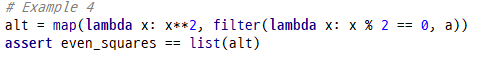 # Example 4
alt = map(lambda x: x**2, filter(lambda x: x % 2 == 0, a))
assert even_squares == list(alt)